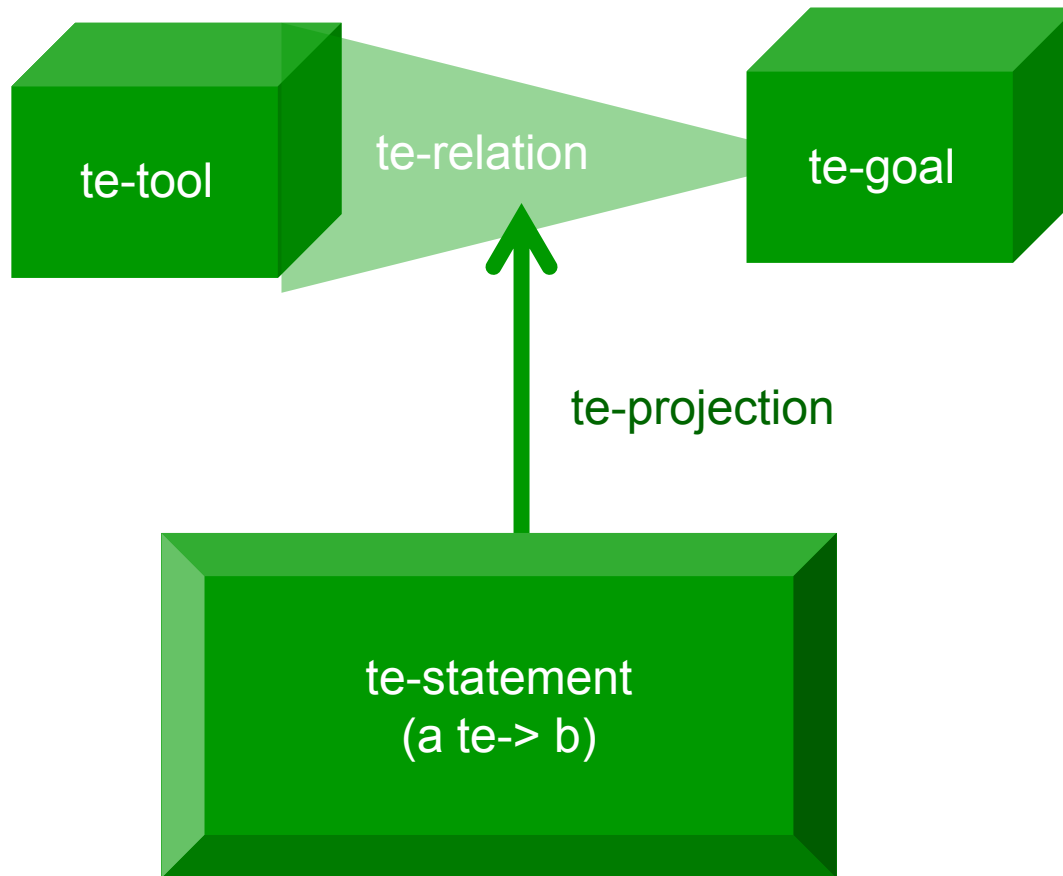 te-tool
te-relation
te-goal
te-projection
te-statement
(a te-> b)